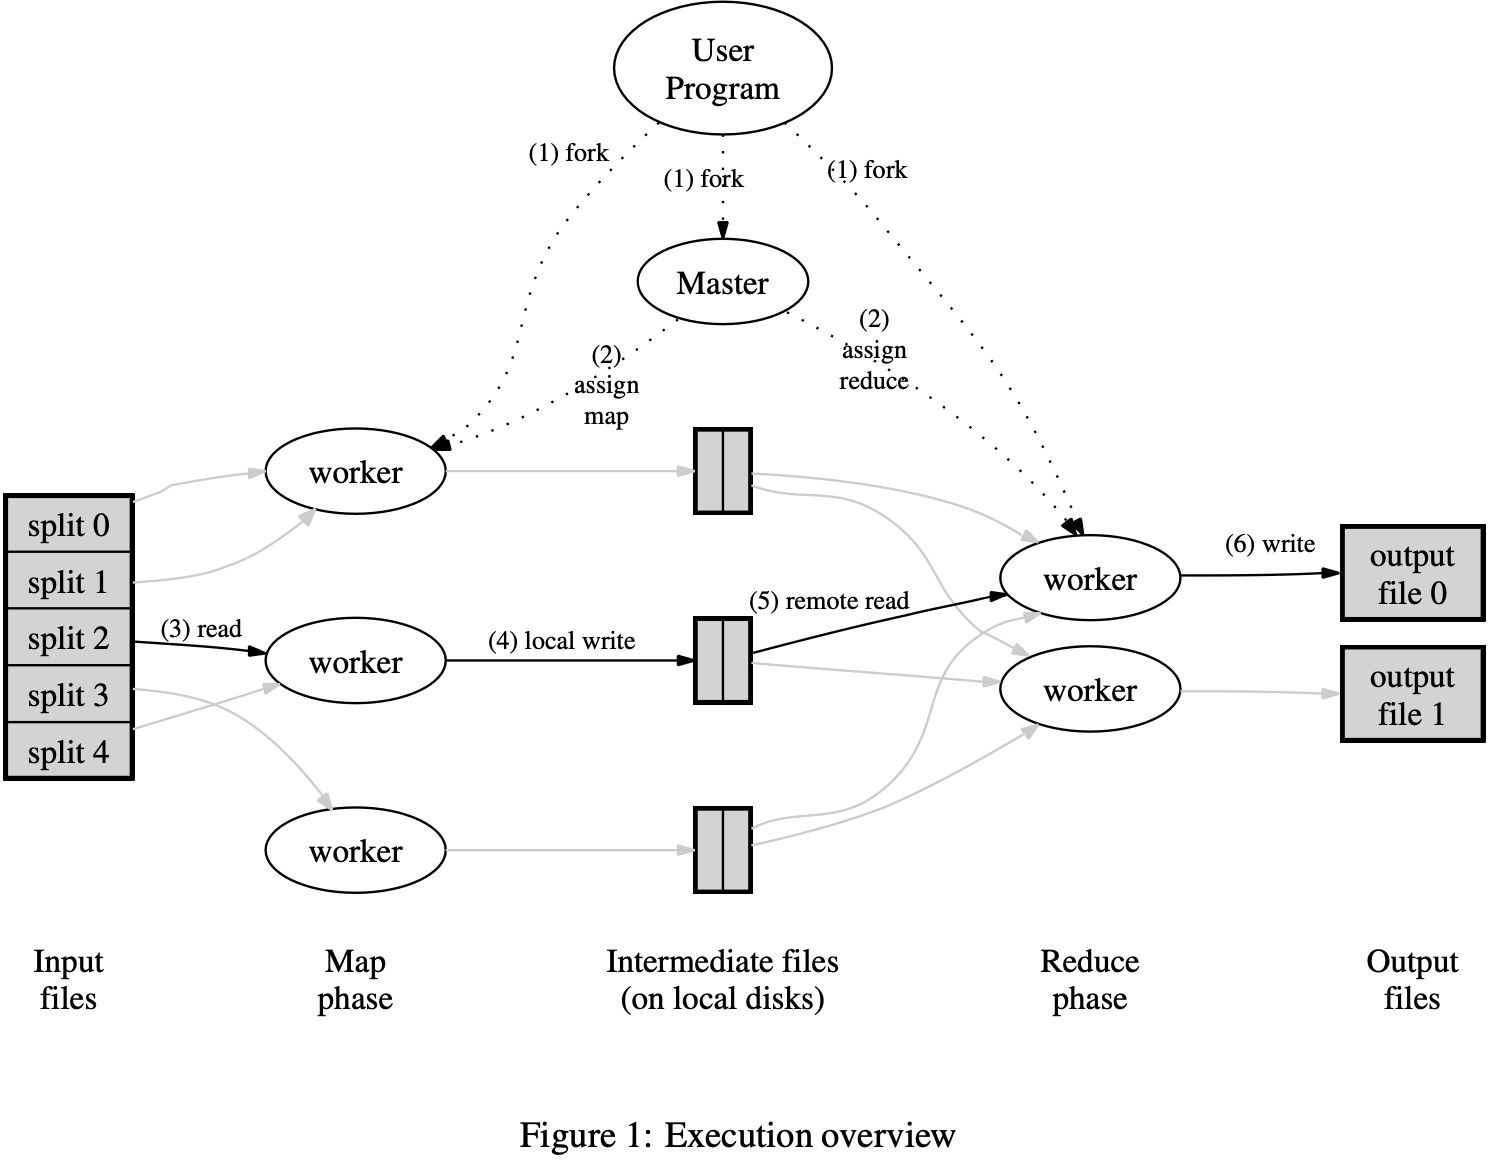 User
Program
(1) fork
(1) fork
(1) fork
Master
(2)
assign
map
(2)
assign
reduce
worker
split 0
split 1
split 2
split 3
split 4
(3) read
worker
(4) local write
worker
(5) remote read
worker
worker
(6) write
output
file 0
output
file 1
Input
files
Map
phase
Intermediate files
(on local disks)
Reduce
phase
Output
files
Figure 1: Execution overview